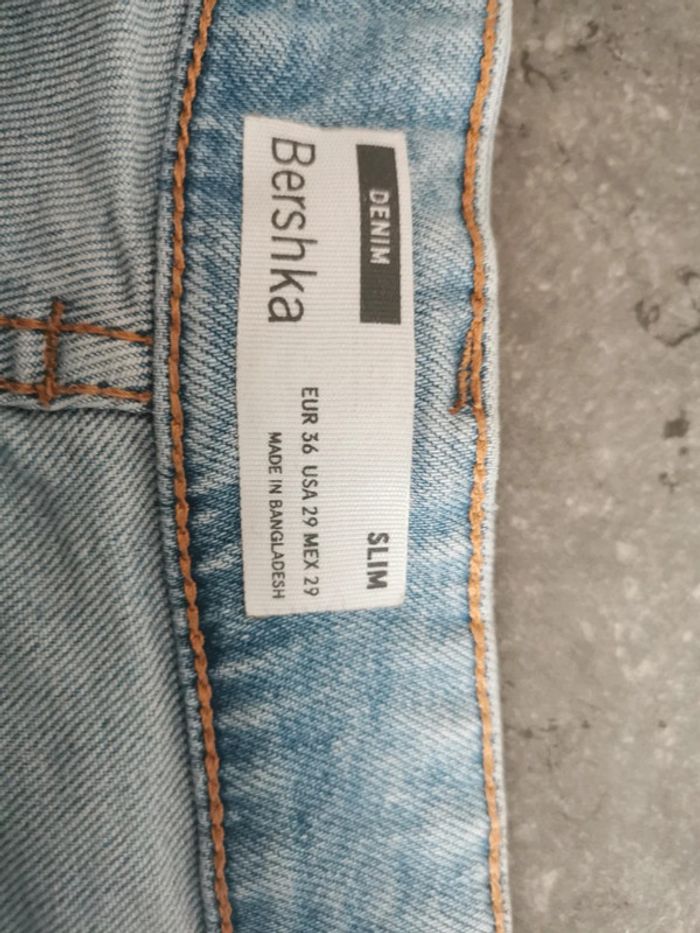 DENIM
Bershka
SLIM
EUR 36 USA 29 MEX 29
MADE IN BANGLADESH